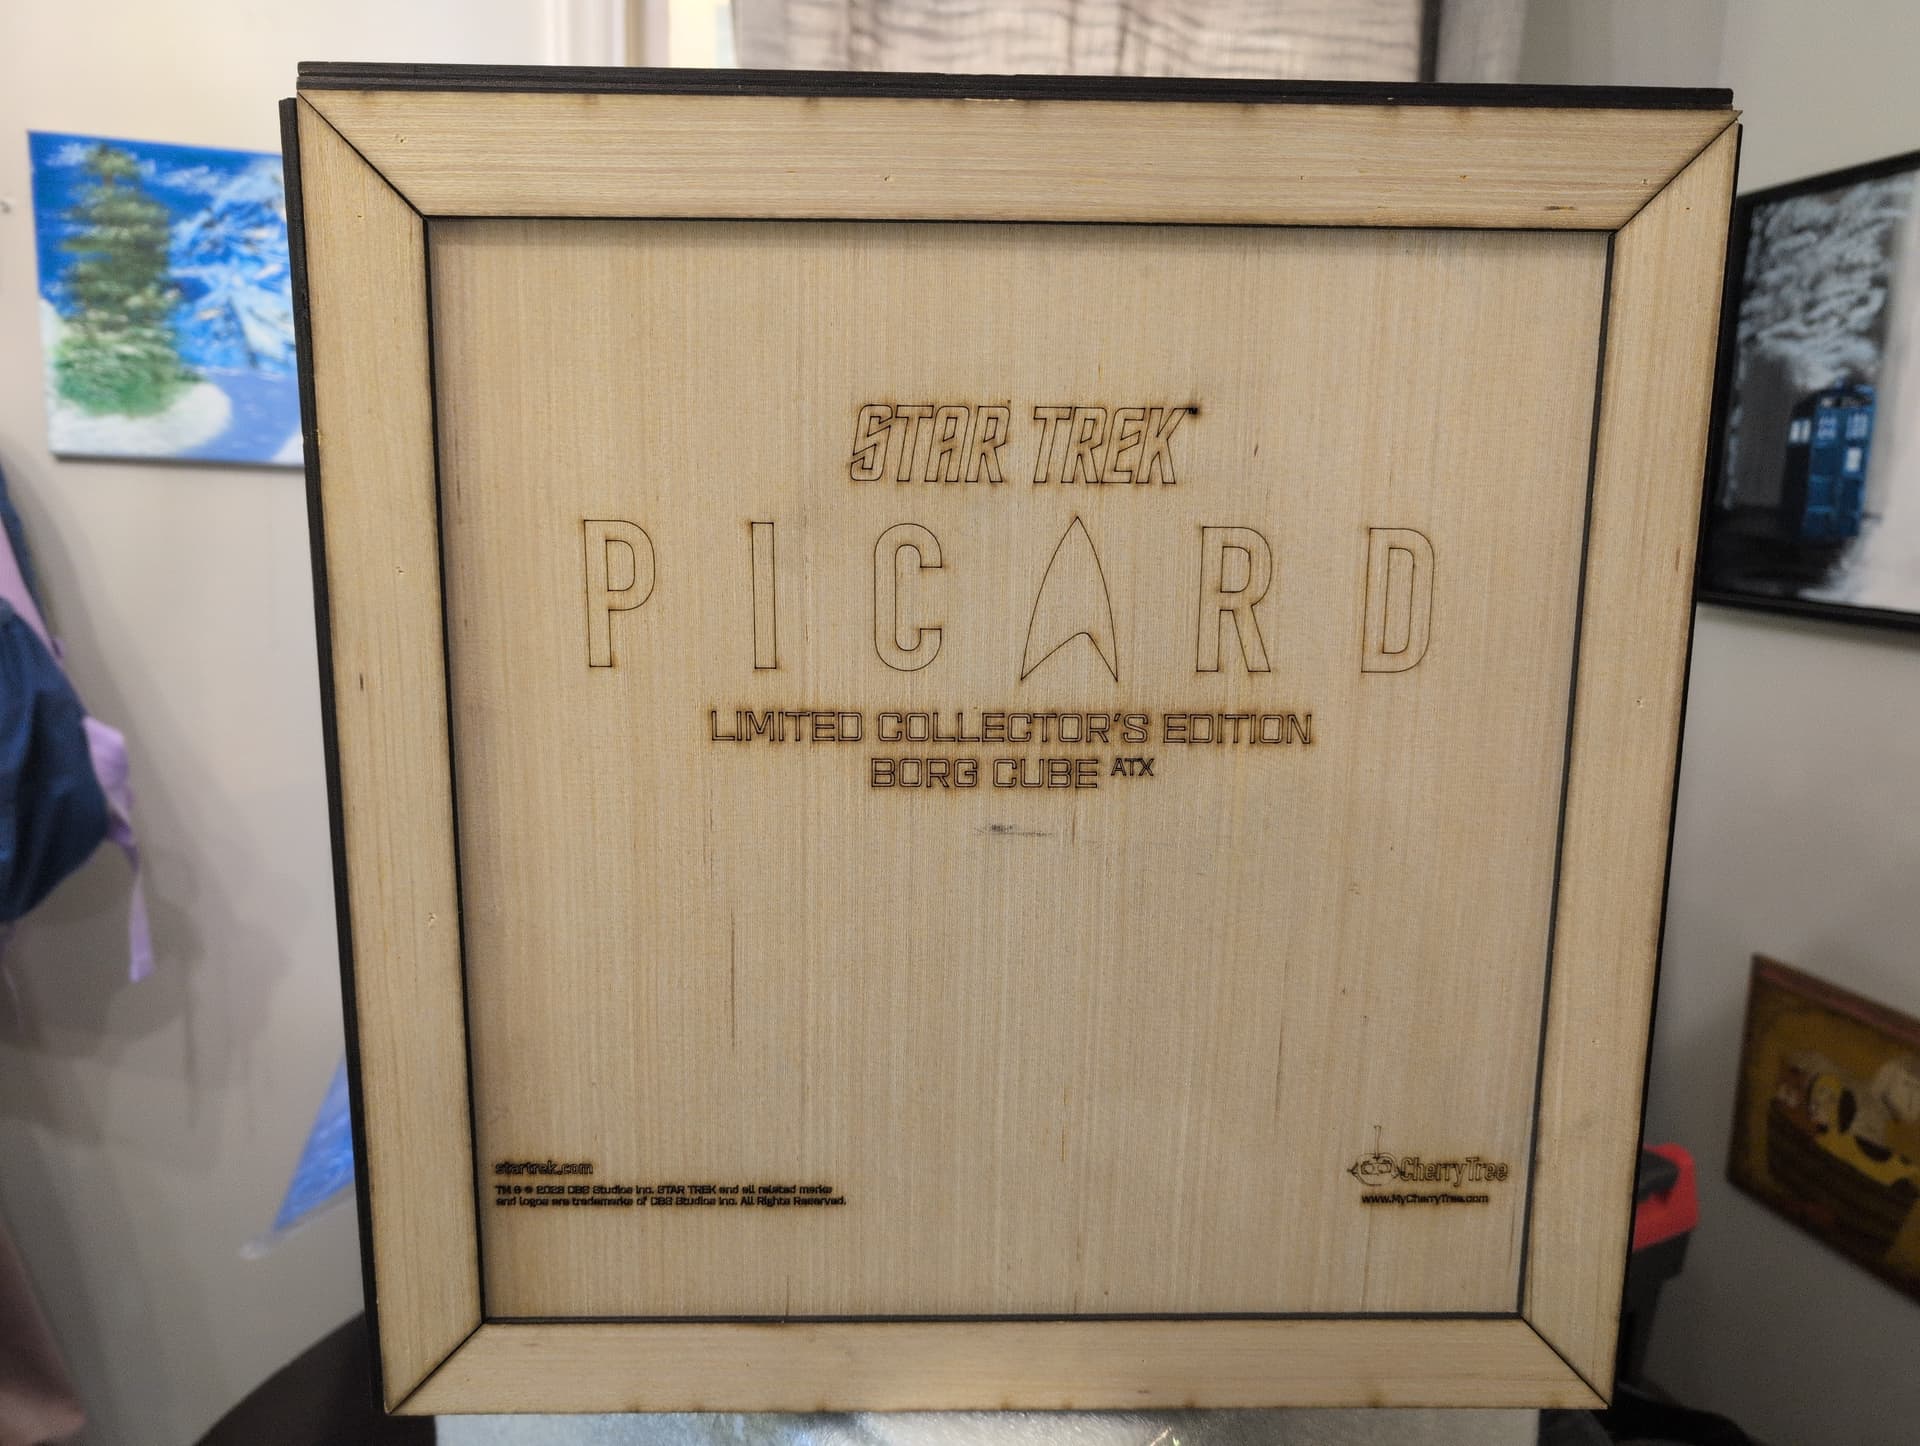 STAR TREK™
PICARD
LIMITED COLLECTOR'S EDITION
BORG CUBE ATX
startrek.com
TM & © 2023 CBS Studios Inc. STAR TREK and all related marks
and logos are trademarks of CBS Studios Inc. All Rights Reserved.
CherryTree
www.MyCherryTree.com